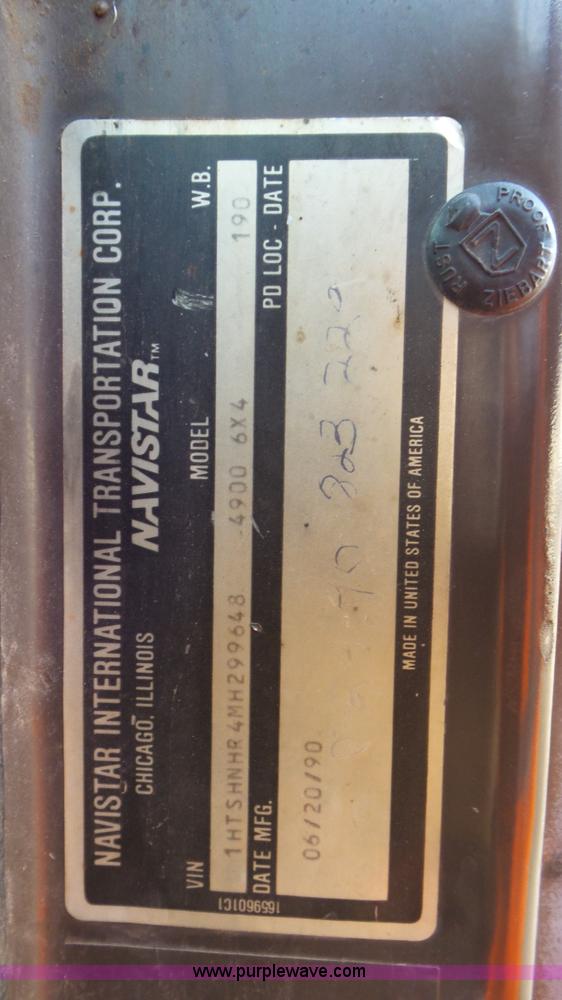 NAVISTAR INTERNATIONAL TRANSPORTATION CORP.
CHICAGO, ILLINOIS NAVISTAR™
VIN MODEL W.B.
1HTSHNHR4MH299648 4900 6X4 190
DATE MFG. PD LOC - DATE
06/20/90
MADE IN UNITED STATES OF AMERICA
1659601C1
ZIEBART
RUST
PROOF
www.purplewave.com